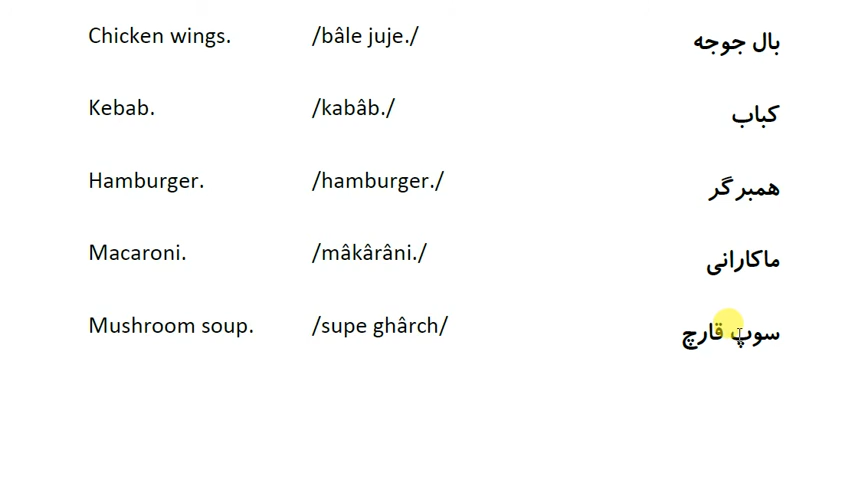 Chicken wings. /bâle juje./ بال جوجه
Kebab. /kabâb./ کباب
Hamburger. /hamburger./ همبرگر
Macaroni. /mâkârâni./ ماکارانی
Mushroom soup. /supe ghârch/ سوپ قارچ